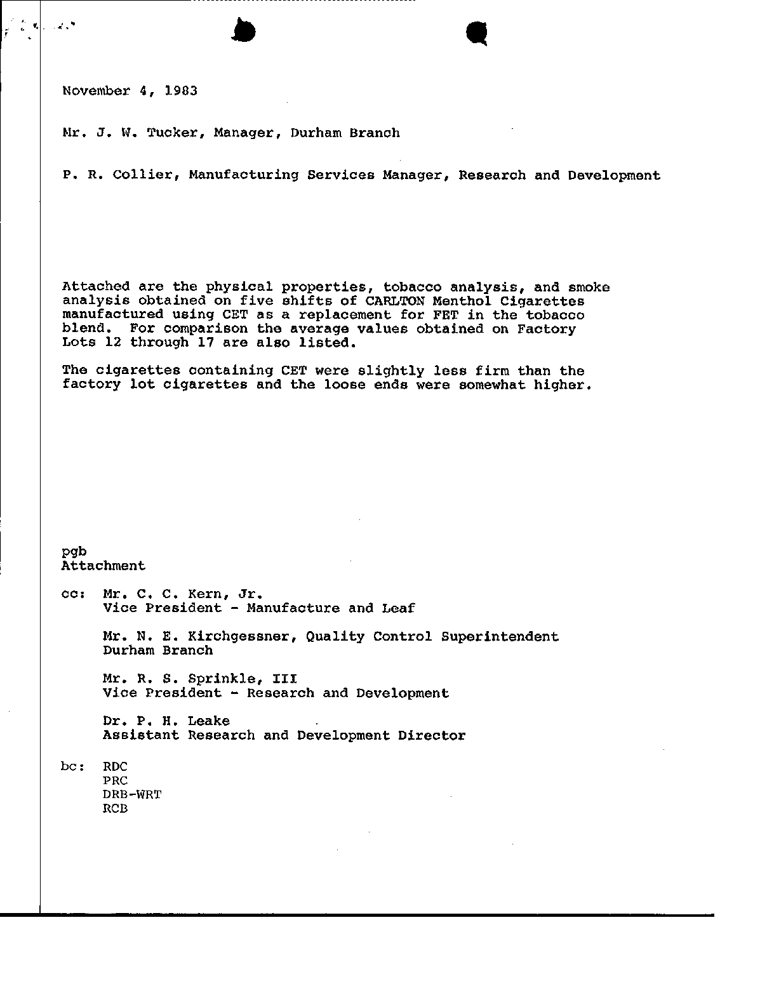 November 4, 1983
Mr. J. W. Tucker, Manager, Durham Branch
P. R. Collier, Manufacturing Services Manager, Research and Development
Attached are the physical properties, tobacco analysis, and smoke
analysis obtained on five shifts of CARLTON Menthol Cigarettes
manufactured using CET as a replacement for FET in the tobacco
blend. For comparison the average values obtained on Factory
Lots 12 through 17 are also listed.
The cigarettes containing CET were slightly less firm than the
factory lot cigarettes and the loose ends were somewhat higher.
pgb
Attachment
cc: Mr. C. C. Kern, Jr.
Vice President - Manufacture and Leaf
Mr. N. E. Kirchgessner, Quality Control Superintendent
Durham Branch
Mr. R. S. Sprinkle, III
Vice President - Research and Development
Dr. P. H. Leake
Assistant Research and Development Director
bc: RDC
PRC
DRB-WRT
RCB